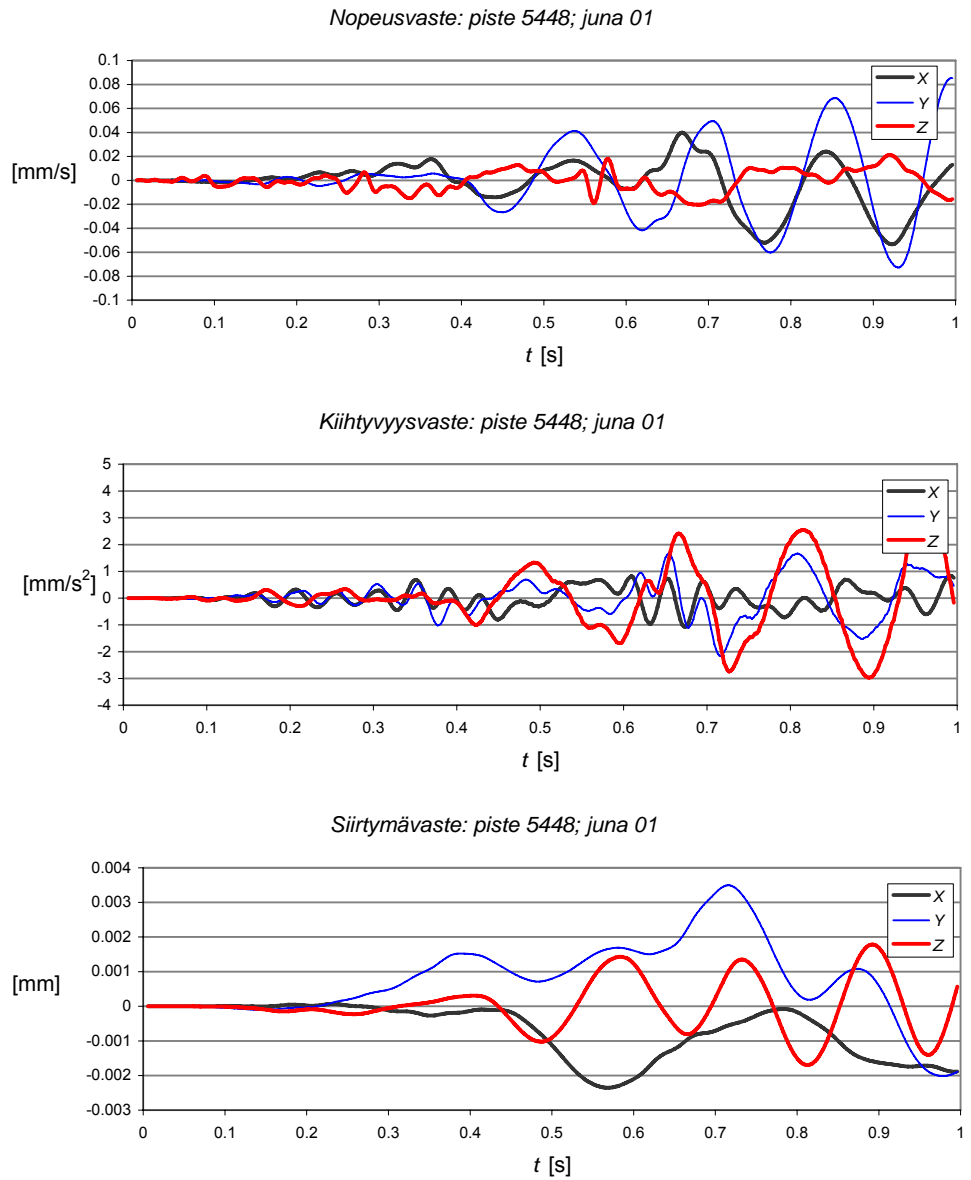 Nopeusvaste: piste 5448; juna 01
0.1
0.08
0.06
0.04
0.02
0
-0.02
-0.04
-0.06
-0.08
-0.1
[mm/s]
X
Y
Z
0 0.1 0.2 0.3 0.4 0.5 0.6 0.7 0.8 0.9 1
t [s]
Kiihtyvyysvaste: piste 5448; juna 01
5
4
3
2
1
0
-1
-2
-3
-4
[mm/s²]
X
Y
Z
0 0.1 0.2 0.3 0.4 0.5 0.6 0.7 0.8 0.9 1
t [s]
Siirtymävaste: piste 5448; juna 01
0.004
0.003
0.002
0.001
0
-0.001
-0.002
-0.003
[mm]
X
Y
Z
0 0.1 0.2 0.3 0.4 0.5 0.6 0.7 0.8 0.9 1
t [s]